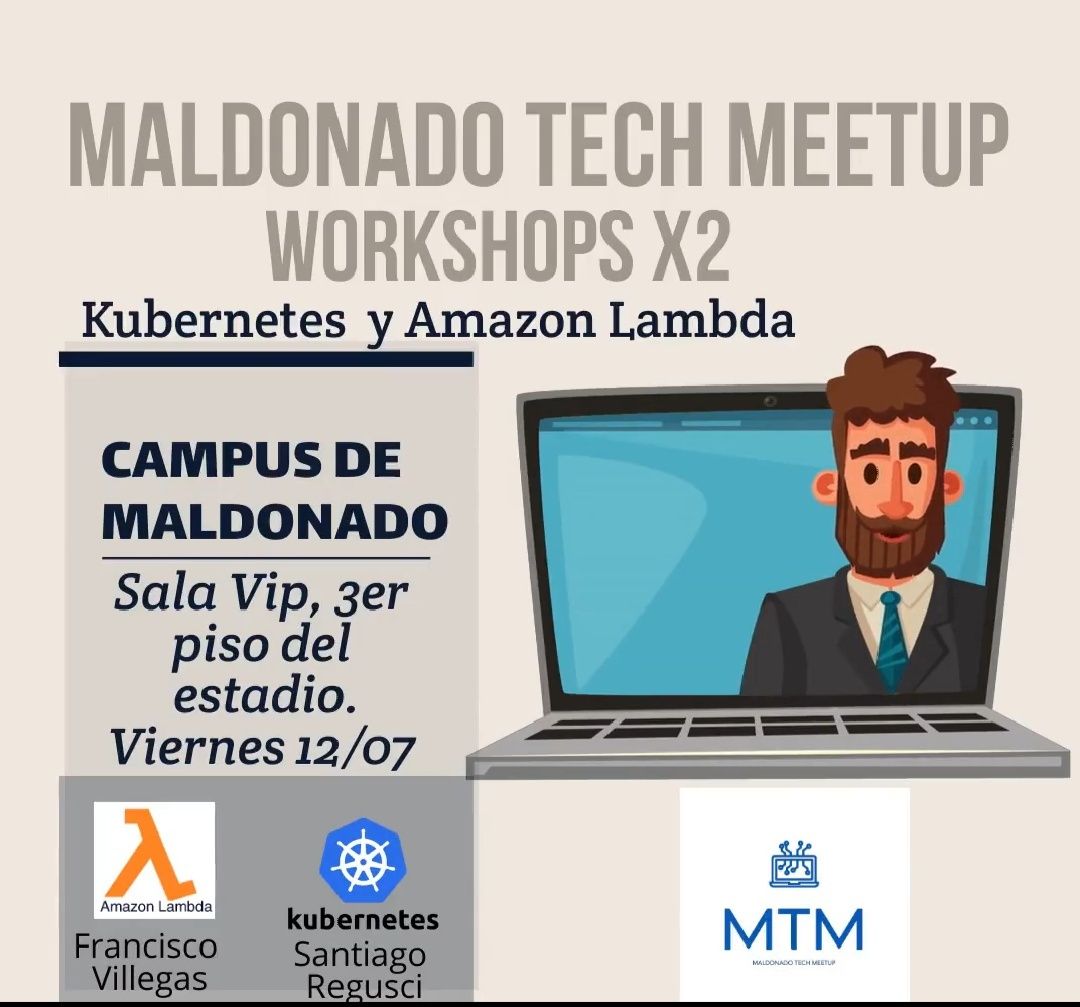 MALDONADO TECH MEETUP
WORKSHOPS X2
Kubernetes y Amazon Lambda
CAMPUS DE
MALDONADO
Sala Vip, 3er
piso del
estadio.
Viernes 12/07
Amazon Lambda
Francisco
Villegas
kubernetes
Santiago
Regusci
MTM
MALDONADO TECH MEETUP